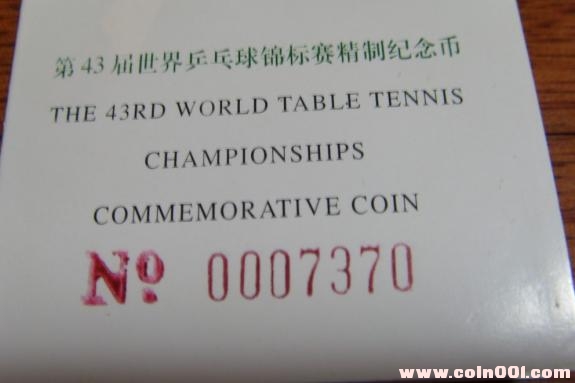 第43届世界乒乓球锦标赛精制纪念币
THE 43RD WORLD TABLE TENNIS
CHAMPIONSHIPS
COMMEMORATIVE COIN
No 0007370
www.coin001.com